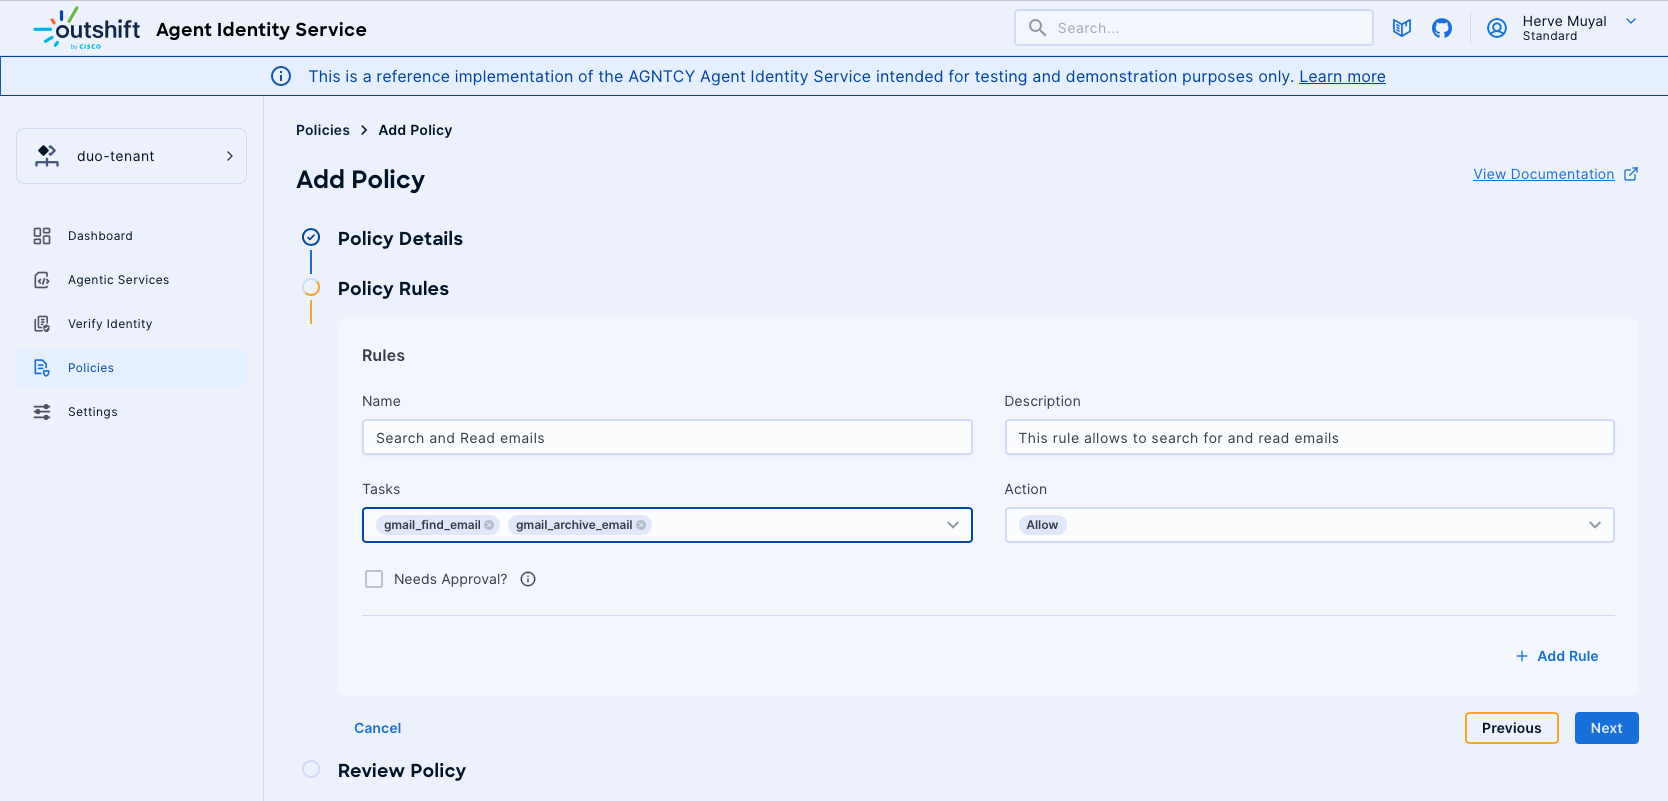 outshift
by CISCO
Agent Identity Service
Search...
Herve Muyal
Standard
This is a reference implementation of the AGNTCY Agent Identity Service intended for testing and demonstration purposes only. Learn more
duo-tenant
Dashboard
Agentic Services
Verify Identity
Policies
Settings
Policies > Add Policy
Add Policy
View Documentation
Policy Details
Policy Rules
Rules
Name
Description
Search and Read emails
This rule allows to search for and read emails
Tasks
Action
gmail_find_email gmail_archive_email
Allow
Needs Approval?
+ Add Rule
Cancel
Previous
Next
Review Policy